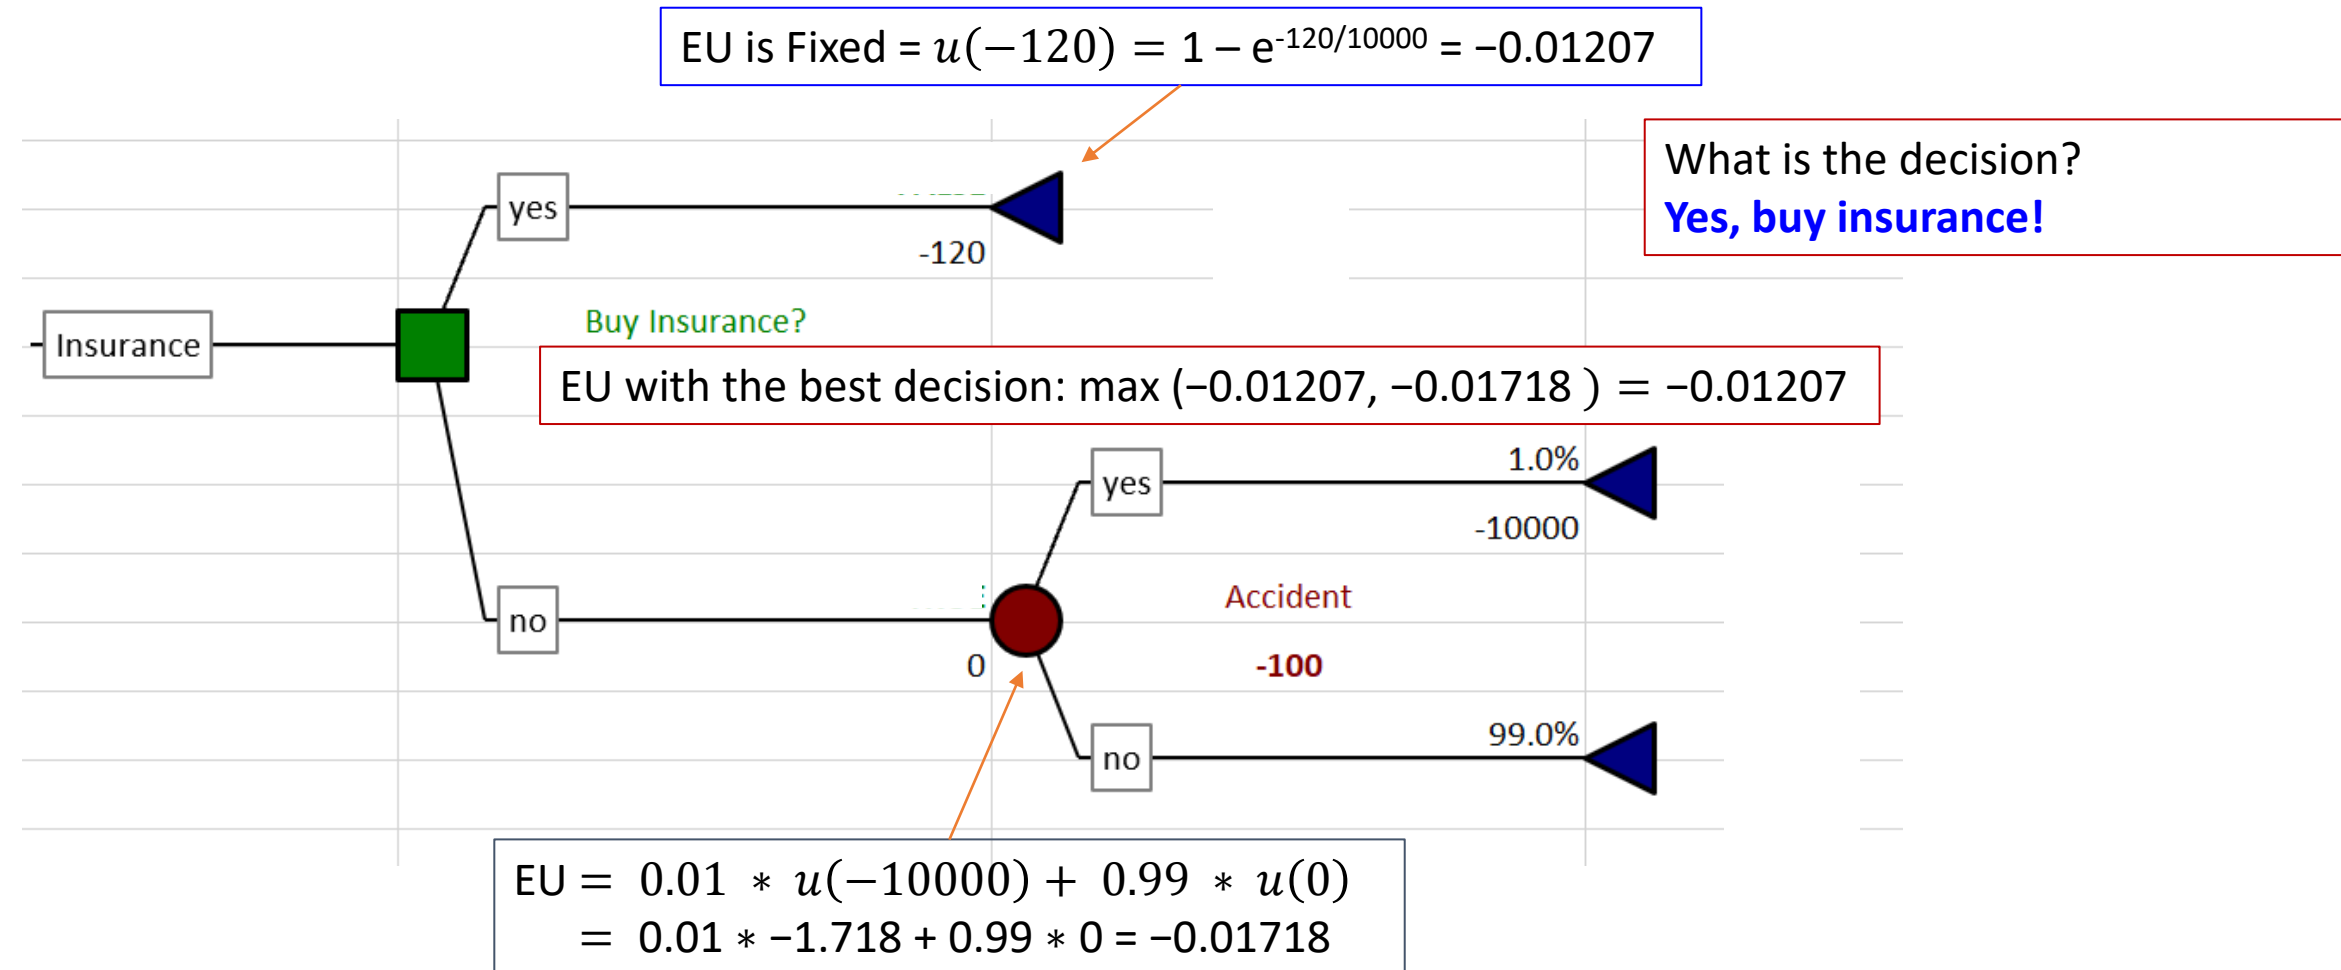 EU is Fixed = u(−120) = 1 – e^-120/10000 = −0.01207
What is the decision?
Yes, buy insurance!
yes
-120
Buy Insurance?
Insurance
EU with the best decision: max (−0.01207, −0.01718 ) = −0.01207
1.0%
yes
-10000
Accident
no
0
-100
99.0%
no
EU = 0.01 * u(−10000) + 0.99 * u(0)
= 0.01 * −1.718 + 0.99 * 0 = −0.01718